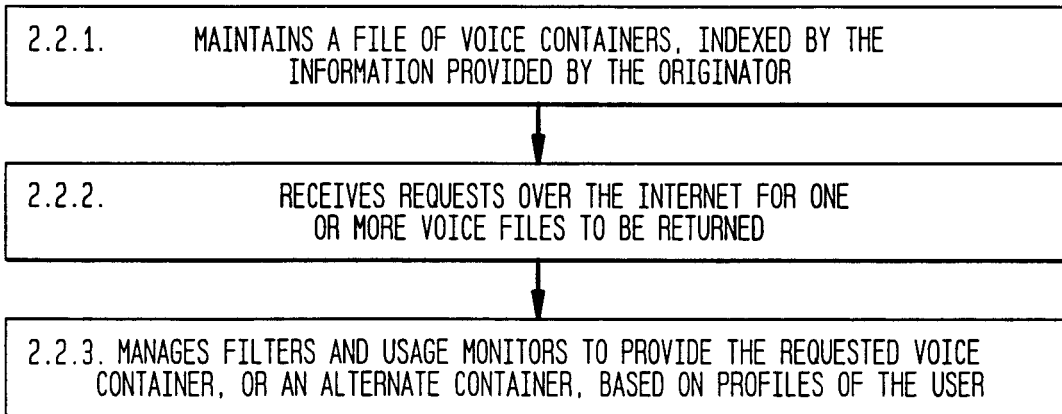 2.2.1. MAINTAINS A FILE OF VOICE CONTAINERS, INDEXED BY THE
INFORMATION PROVIDED BY THE ORIGINATOR
2.2.2. RECEIVES REQUESTS OVER THE INTERNET FOR ONE
OR MORE VOICE FILES TO BE RETURNED
2.2.3. MANAGES FILTERS AND USAGE MONITORS TO PROVIDE THE REQUESTED VOICE
CONTAINER, OR AN ALTERNATE CONTAINER, BASED ON PROFILES OF THE USER